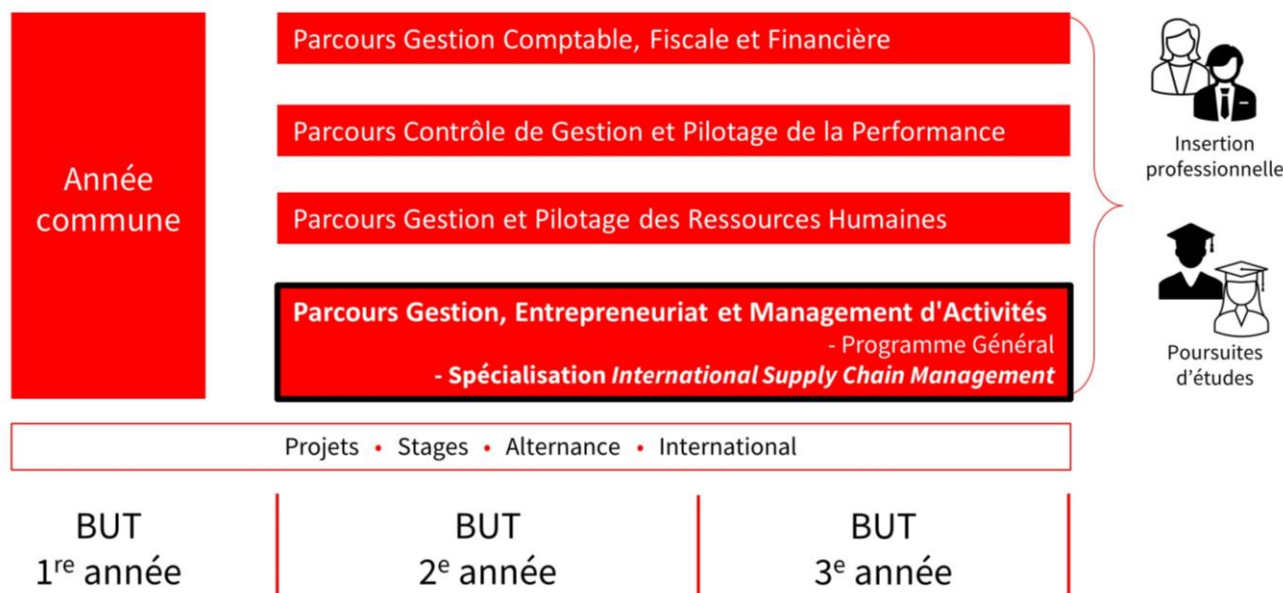 Année
commune
Parcours Gestion Comptable, Fiscale et Financière
Parcours Contrôle de Gestion et Pilotage de la Performance
Parcours Gestion et Pilotage des Ressources Humaines
Parcours Gestion, Entrepreneuriat et Management d'Activités
- Programme Général
- Spécialisation International Supply Chain Management
Insertion
professionnelle
Poursuites
d’études
Projets • Stages • Alternance • International
BUT
1re année
BUT
2e année
BUT
3e année